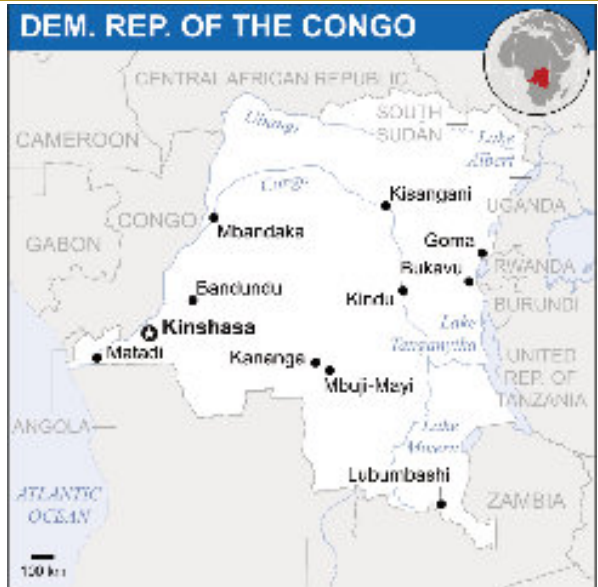 DEM. REP. OF THE CONGO
CENTRAL AFRICAN REPUBLIC
SOUTH
SUDAN
CAMEROON
Ubangi
Lake
Albert
Congo
Kisangani
UGANDA
CONGO
Mbandaka
GABON
Goma
Bukavu
RWANDA
Bandundu
Kindu
BURUNDI
Kinshasa
Lake
Tanganyika
Matadi
Kananga
Mbuji-Mayi
UNITED
REP. OF
TANZANIA
ANGOLA
Lake
Mweru
Lubumbashi
ATLANTIC
OCEAN
ZAMBIA
100 km